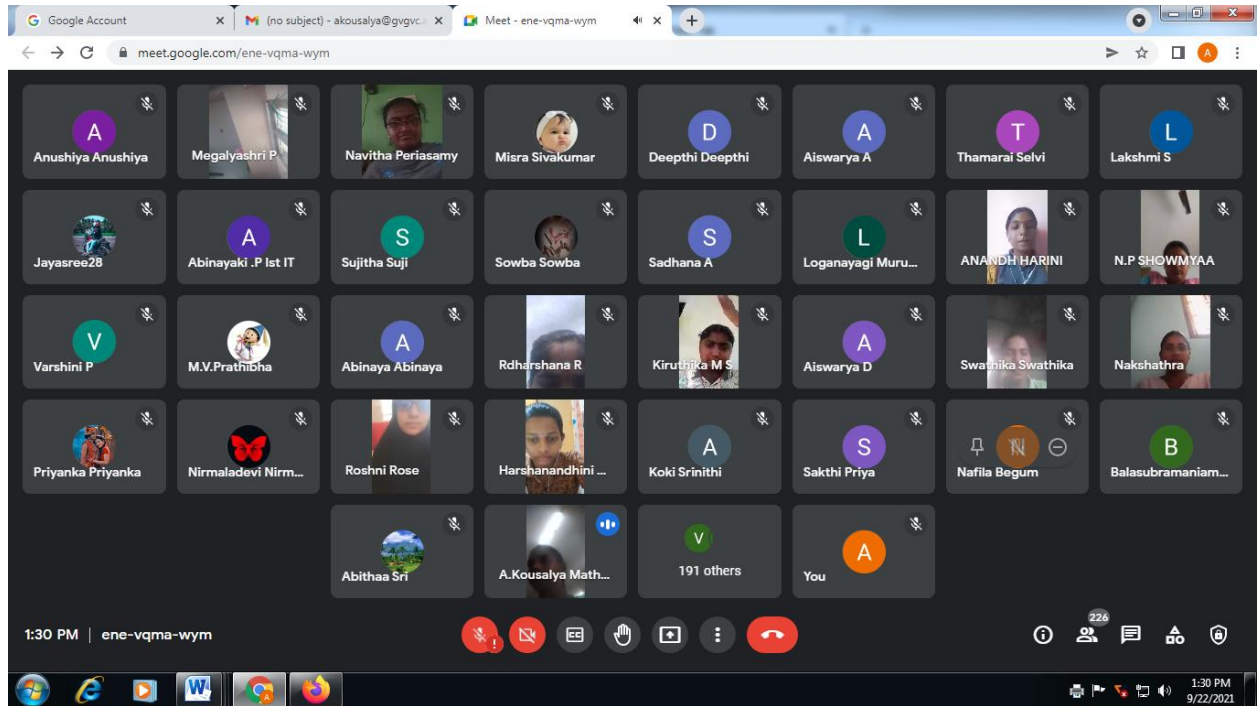 Google Account
(no subject) - akousalya@gvgvc.
Meet - ene-vqma-wym
meet.google.com/ene-vqma-wym
A
A
Anushiya Anushiya
Megalyashri P
Navitha Periasamy
Misra Sivakumar
D
Deepthi Deepthi
A
Aiswarya A
T
Thamarai Selvi
L
Lakshmi S
Jayasree28
A
Abinayaki .P Ist IT
S
Sujitha Suji
Sowba Sowba
S
Sadhana A
L
Loganayagi Muru...
ANANDH HARINI
N.P SHOWMYAA
V
Varshini P
M.V.Prathibha
A
Abinaya Abinaya
Rdharshana R
Kiruthika M S
A
Aiswarya D
Swathika Swathika
Nakshathra
Priyanka Priyanka
Nirmaladevi Nirm...
Roshni Rose
Harshanandhini ...
A
Koki Srinithi
S
Sakthi Priya
N
Nafila Begum
B
Balasubramaniam...
Abithaa Sri
A.Kousalya Math...
V
191 others
A
You
1:30 PM | ene-vqma-wym
CC
226
1:30 PM
9/22/2021